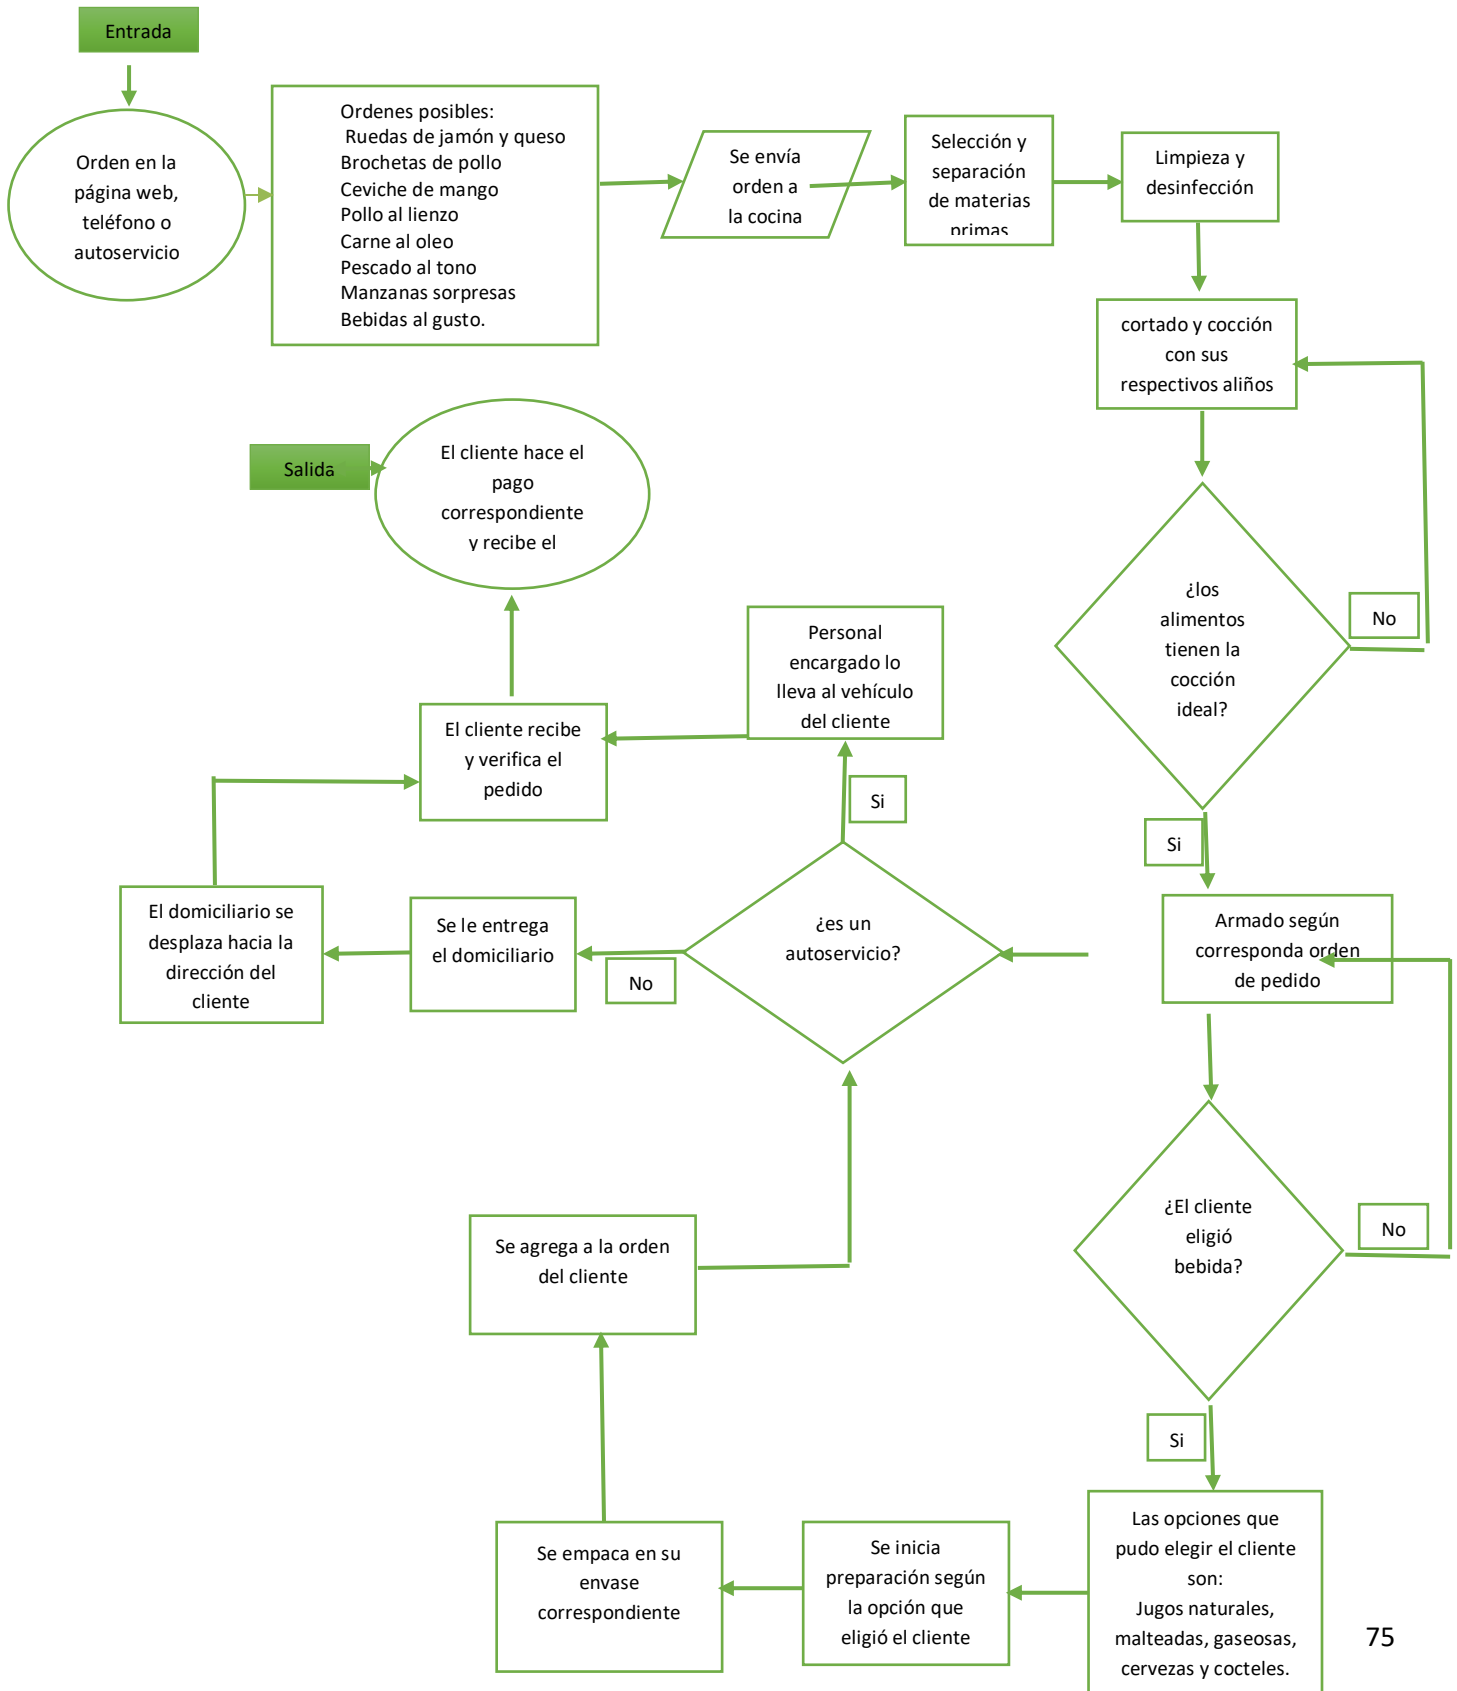 Entrada
Orden en la
página web,
teléfono o
autoservicio
Ordenes posibles:
Ruedas de jamón y queso
Brochetas de pollo
Ceviche de mango
Pollo al lienzo
Carne al oleo
Pescado al tono
Manzanas sorpresas
Bebidas al gusto.
Se envía
orden a
la cocina
Selección y
separación
de materias
primas
Limpieza y
desinfección
cortado y cocción
con sus
respectivos aliños
¿los
alimentos
tienen la
cocción
ideal?
No
Si
Armado según
corresponda orden
de pedido
¿El cliente
eligió
bebida?
No
Si
Las opciones que
pudo elegir el cliente
son:
Jugos naturales,
malteadas, gaseosas,
cervezas y cocteles.
Se inicia
preparación según
la opción que
eligió el cliente
Se empaca en su
envase
correspondiente
Se agrega a la orden
del cliente
¿es un
autoservicio?
Si
No
Personal
encargado lo
lleva al vehículo
del cliente
Se le entrega
el domiciliario
El domiciliario se
desplaza hacia la
dirección del
cliente
El cliente recibe
y verifica el
pedido
El cliente hace el
pago
correspondiente
y recibe el
Salida
75